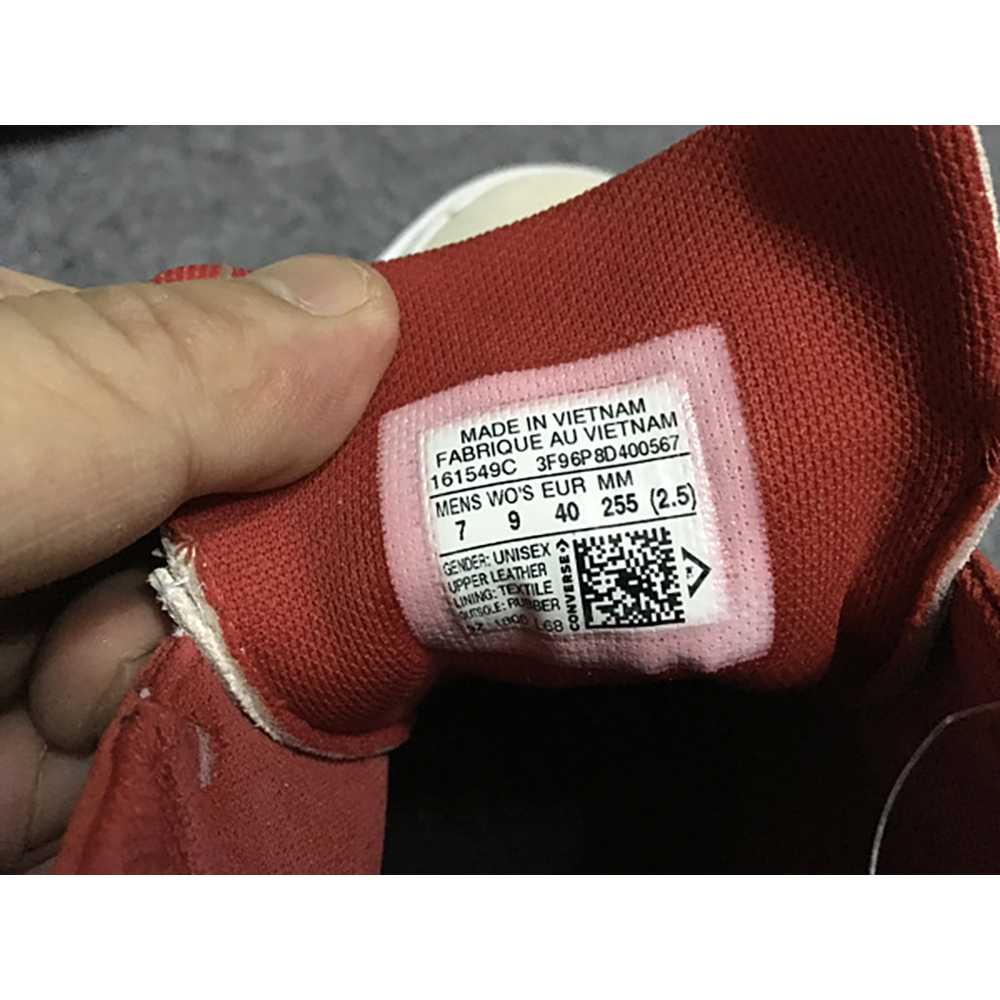 MADE IN VIETNAM
FABRIQUE AU VIETNAM
161549C 3F96P8D400567
MENS WO'S EUR MM
7 9 40 255 (2.5)
GENDER: UNISEX
UPPER LEATHER
LINING: TEXTILE
OUTSOLE: RUBBER
L68
CONVERSE